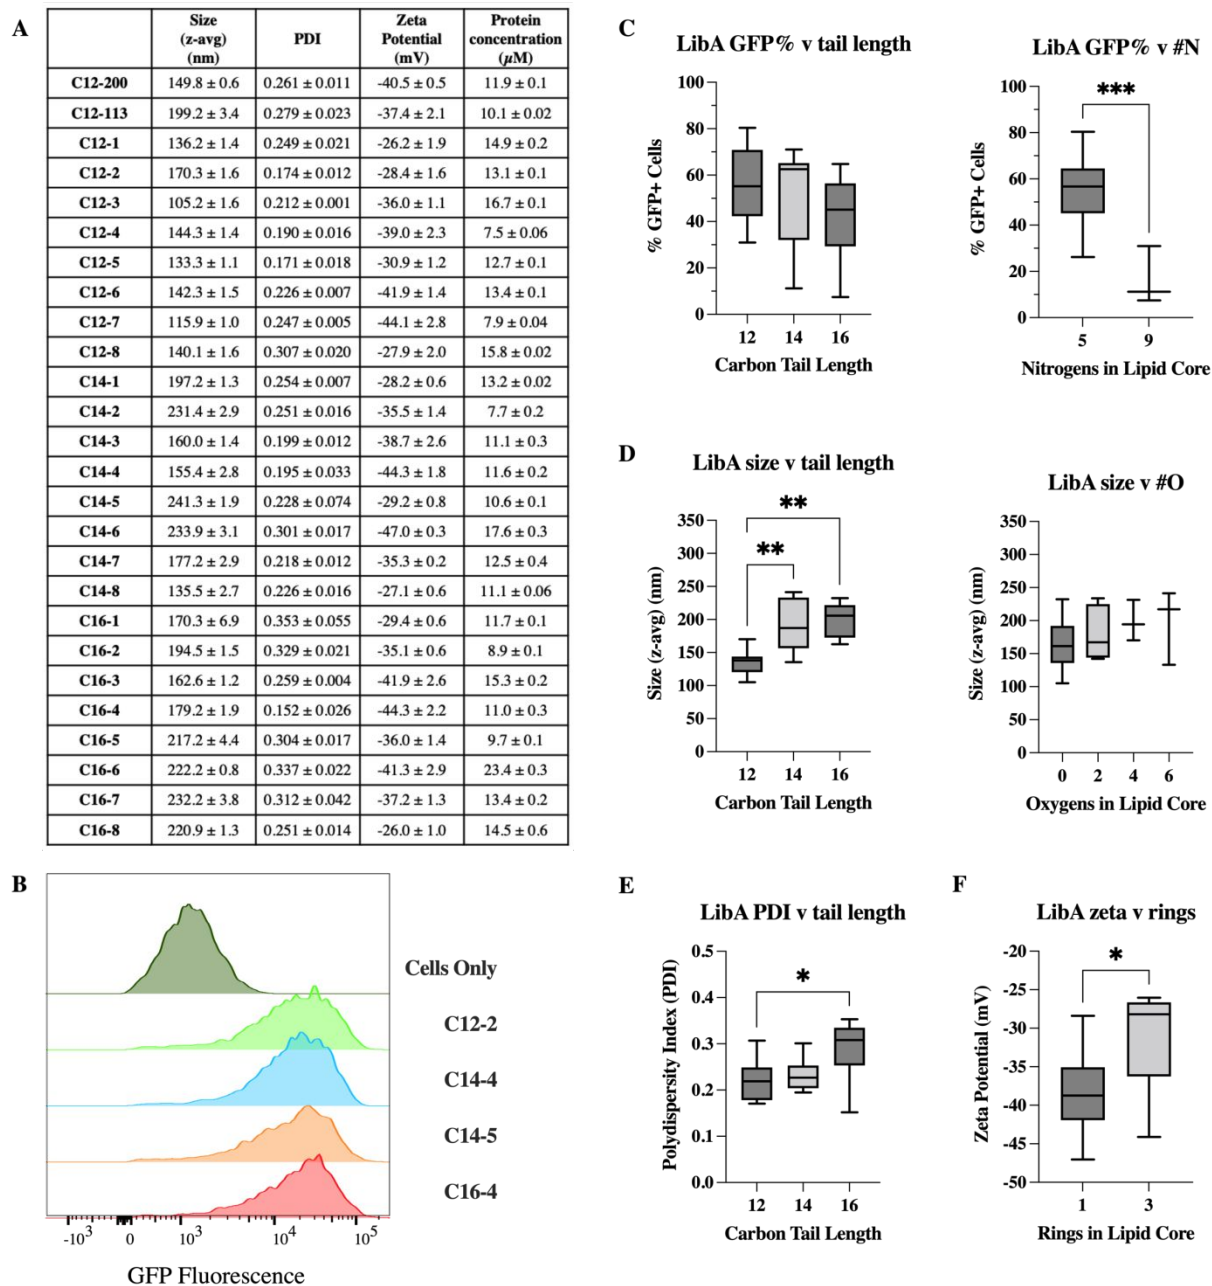 A
Size (z-avg) (nm) PDI Zeta Potential (mV) Protein concentration (µM)
C12-200 149.8 ± 0.6 0.261 ± 0.011 -40.5 ± 0.5 11.9 ± 0.1
C12-113 199.2 ± 3.4 0.279 ± 0.023 -37.4 ± 2.1 10.1 ± 0.02
C12-1 136.2 ± 1.4 0.249 ± 0.021 -26.2 ± 1.9 14.9 ± 0.2
C12-2 170.3 ± 1.6 0.174 ± 0.012 -28.4 ± 1.6 13.1 ± 0.1
C12-3 105.2 ± 1.6 0.212 ± 0.001 -36.0 ± 1.1 16.7 ± 0.1
C12-4 144.3 ± 1.4 0.190 ± 0.016 -39.0 ± 2.3 7.5 ± 0.06
C12-5 133.3 ± 1.1 0.171 ± 0.018 -30.9 ± 1.2 12.7 ± 0.1
C12-6 142.3 ± 1.5 0.226 ± 0.007 -41.9 ± 1.4 13.4 ± 0.1
C12-7 115.9 ± 1.0 0.247 ± 0.005 -44.1 ± 2.8 7.9 ± 0.04
C12-8 140.1 ± 1.6 0.307 ± 0.020 -27.9 ± 2.0 15.8 ± 0.02
C14-1 197.2 ± 1.3 0.254 ± 0.007 -28.2 ± 0.6 13.2 ± 0.02
C14-2 231.4 ± 2.9 0.251 ± 0.016 -35.5 ± 1.4 7.7 ± 0.2
C14-3 160.0 ± 1.4 0.199 ± 0.012 -38.7 ± 2.6 11.1 ± 0.3
C14-4 155.4 ± 2.8 0.195 ± 0.033 -44.3 ± 1.8 11.6 ± 0.2
C14-5 241.3 ± 1.9 0.228 ± 0.074 -29.2 ± 0.8 10.6 ± 0.1
C14-6 233.9 ± 3.1 0.301 ± 0.017 -47.0 ± 0.3 17.6 ± 0.3
C14-7 177.2 ± 2.9 0.218 ± 0.012 -35.3 ± 0.2 12.5 ± 0.4
C14-8 135.5 ± 2.7 0.226 ± 0.016 -27.1 ± 0.6 11.1 ± 0.06
C16-1 170.3 ± 6.9 0.353 ± 0.055 -29.4 ± 0.6 11.7 ± 0.1
C16-2 194.5 ± 1.5 0.329 ± 0.021 -35.1 ± 0.6 8.9 ± 0.1
C16-3 162.6 ± 1.2 0.259 ± 0.004 -41.9 ± 2.6 15.3 ± 0.2
C16-4 179.2 ± 1.9 0.152 ± 0.026 -44.3 ± 2.2 11.0 ± 0.3
C16-5 217.2 ± 4.4 0.304 ± 0.017 -36.0 ± 1.4 9.7 ± 0.1
C16-6 222.2 ± 0.8 0.337 ± 0.022 -41.3 ± 2.9 23.4 ± 0.3
C16-7 232.2 ± 3.8 0.312 ± 0.042 -37.2 ± 1.3 13.4 ± 0.2
C16-8 220.9 ± 1.3 0.251 ± 0.014 -26.0 ± 1.0 14.5 ± 0.6
B
Cells Only
C12-2
C14-4
C14-5
C16-4
-10³ 0 10³ 10⁴ 10⁵
GFP Fluorescence
C
LibA GFP% v tail length
% GFP+ Cells
100
80
60
40
20
0
12 14 16
Carbon Tail Length
LibA GFP% v #N
% GFP+ Cells
100
80
60
40
20
0
***
5 9
Nitrogens in Lipid Core
D
LibA size v tail length
Size (z-avg) (nm)
350
300
250
200
150
100
50
0
**
**
12 14 16
Carbon Tail Length
LibA size v #O
Size (z-avg) (nm)
350
300
250
200
150
100
50
0
0 2 4 6
Oxygens in Lipid Core
E
LibA PDI v tail length
Polydispersity Index (PDI)
0.5
0.4
0.3
0.2
0.1
0.0
*
12 14 16
Carbon Tail Length
F
LibA zeta v rings
Zeta Potential (mV)
-20
-25
-30
-35
-40
-45
-50
*
1 3
Rings in Lipid Core